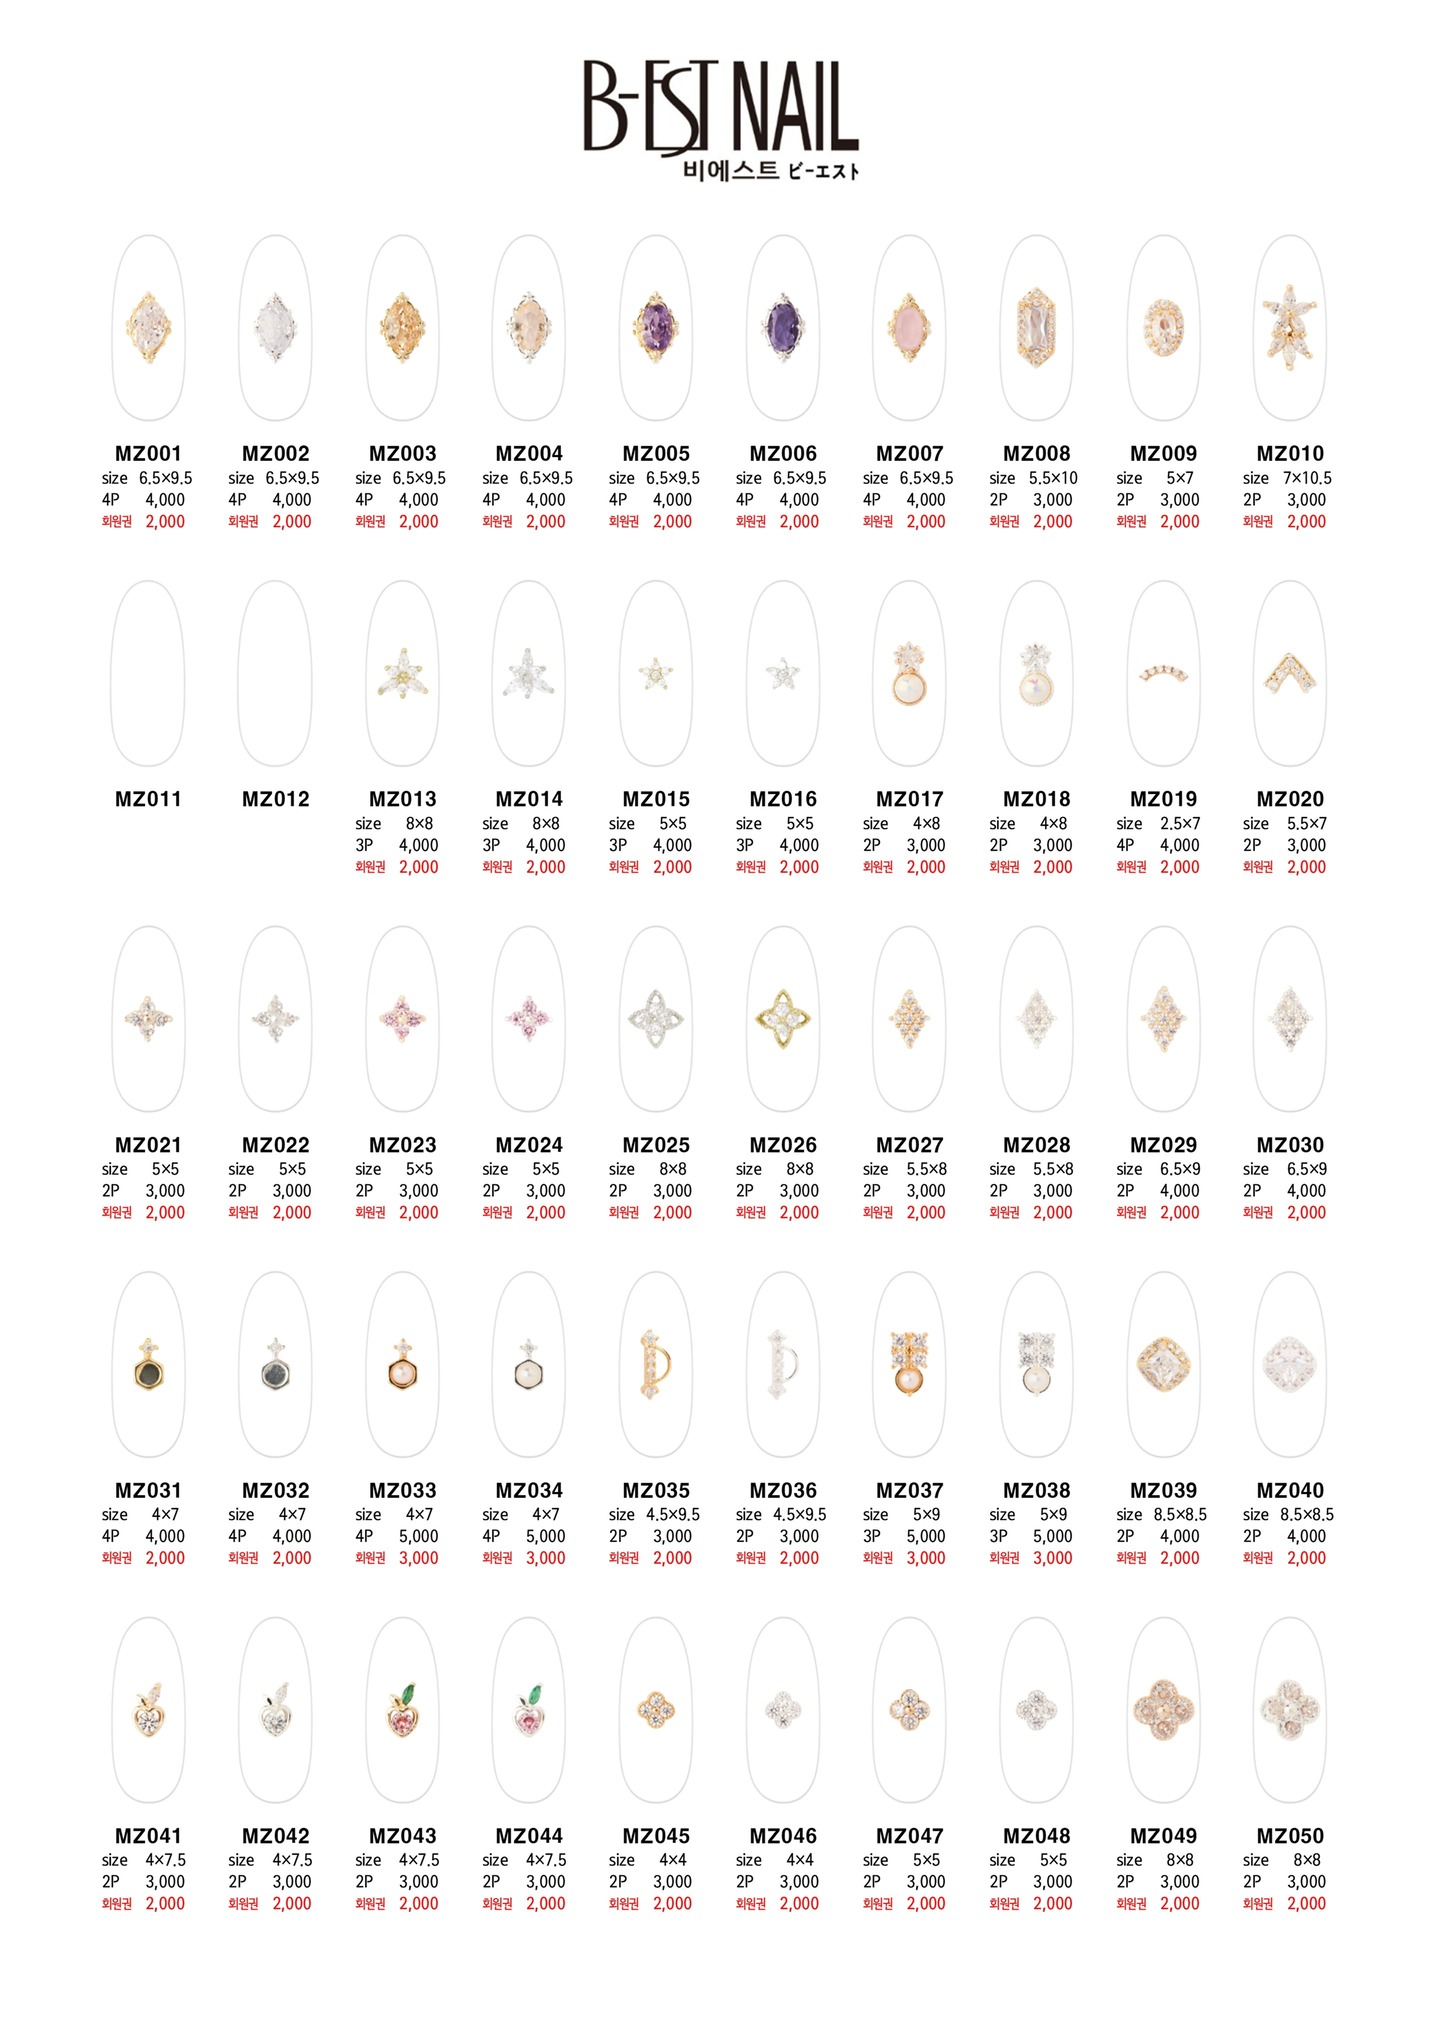 B-EST NAIL
비에스트 ビーエスト
MZ001 MZ002 MZ003 MZ004 MZ005 MZ006 MZ007 MZ008 MZ009 MZ010
size 6.5×9.5 size 6.5×9.5 size 6.5×9.5 size 6.5×9.5 size 6.5×9.5 size 6.5×9.5 size 6.5×9.5 size 5.5×10 size 5×7 size 7×10.5
4P 4,000 4P 4,000 4P 4,000 4P 4,000 4P 4,000 4P 4,000 4P 4,000 2P 3,000 2P 3,000 2P 3,000
회원권 2,000 회원권 2,000 회원권 2,000 회원권 2,000 회원권 2,000 회원권 2,000 회원권 2,000 회원권 2,000 회원권 2,000 회원권 2,000
MZ011 MZ012 MZ013 MZ014 MZ015 MZ016 MZ017 MZ018 MZ019 MZ020
size 8×8 size 8×8 size 5×5 size 5×5 size 4×8 size 4×8 size 2.5×7 size 5.5×7
3P 4,000 3P 4,000 3P 4,000 3P 4,000 2P 3,000 2P 3,000 4P 4,000 2P 3,000
회원권 2,000 회원권 2,000 회원권 2,000 회원권 2,000 회원권 2,000 회원권 2,000 회원권 2,000 회원권 2,000
MZ021 MZ022 MZ023 MZ024 MZ025 MZ026 MZ027 MZ028 MZ029 MZ030
size 5×5 size 5×5 size 5×5 size 5×5 size 8×8 size 8×8 size 5.5×8 size 5.5×8 size 6.5×9 size 6.5×9
2P 3,000 2P 3,000 2P 3,000 2P 3,000 2P 3,000 2P 3,000 2P 3,000 2P 3,000 2P 4,000 2P 4,000
회원권 2,000 회원권 2,000 회원권 2,000 회원권 2,000 회원권 2,000 회원권 2,000 회원권 2,000 회원권 2,000 회원권 2,000 회원권 2,000
MZ031 MZ032 MZ033 MZ034 MZ035 MZ036 MZ037 MZ038 MZ039 MZ040
size 4×7 size 4×7 size 4×7 size 4×7 size 4.5×9.5 size 4.5×9.5 size 5×9 size 5×9 size 8.5×8.5 size 8.5×8.5
4P 4,000 4P 4,000 4P 5,000 4P 5,000 2P 3,000 2P 3,000 3P 5,000 3P 5,000 2P 4,000 2P 4,000
회원권 2,000 회원권 2,000 회원권 3,000 회원권 3,000 회원권 2,000 회원권 2,000 회원권 3,000 회원권 3,000 회원권 2,000 회원권 2,000
MZ041 MZ042 MZ043 MZ044 MZ045 MZ046 MZ047 MZ048 MZ049 MZ050
size 4×7.5 size 4×7.5 size 4×7.5 size 4×7.5 size 4×4 size 4×4 size 5×5 size 5×5 size 8×8 size 8×8
2P 3,000 2P 3,000 2P 3,000 2P 3,000 2P 3,000 2P 3,000 2P 3,000 2P 3,000 2P 3,000 2P 3,000
회원권 2,000 회원권 2,000 회원권 2,000 회원권 2,000 회원권 2,000 회원권 2,000 회원권 2,000 회원권 2,000 회원권 2,000 회원권 2,000